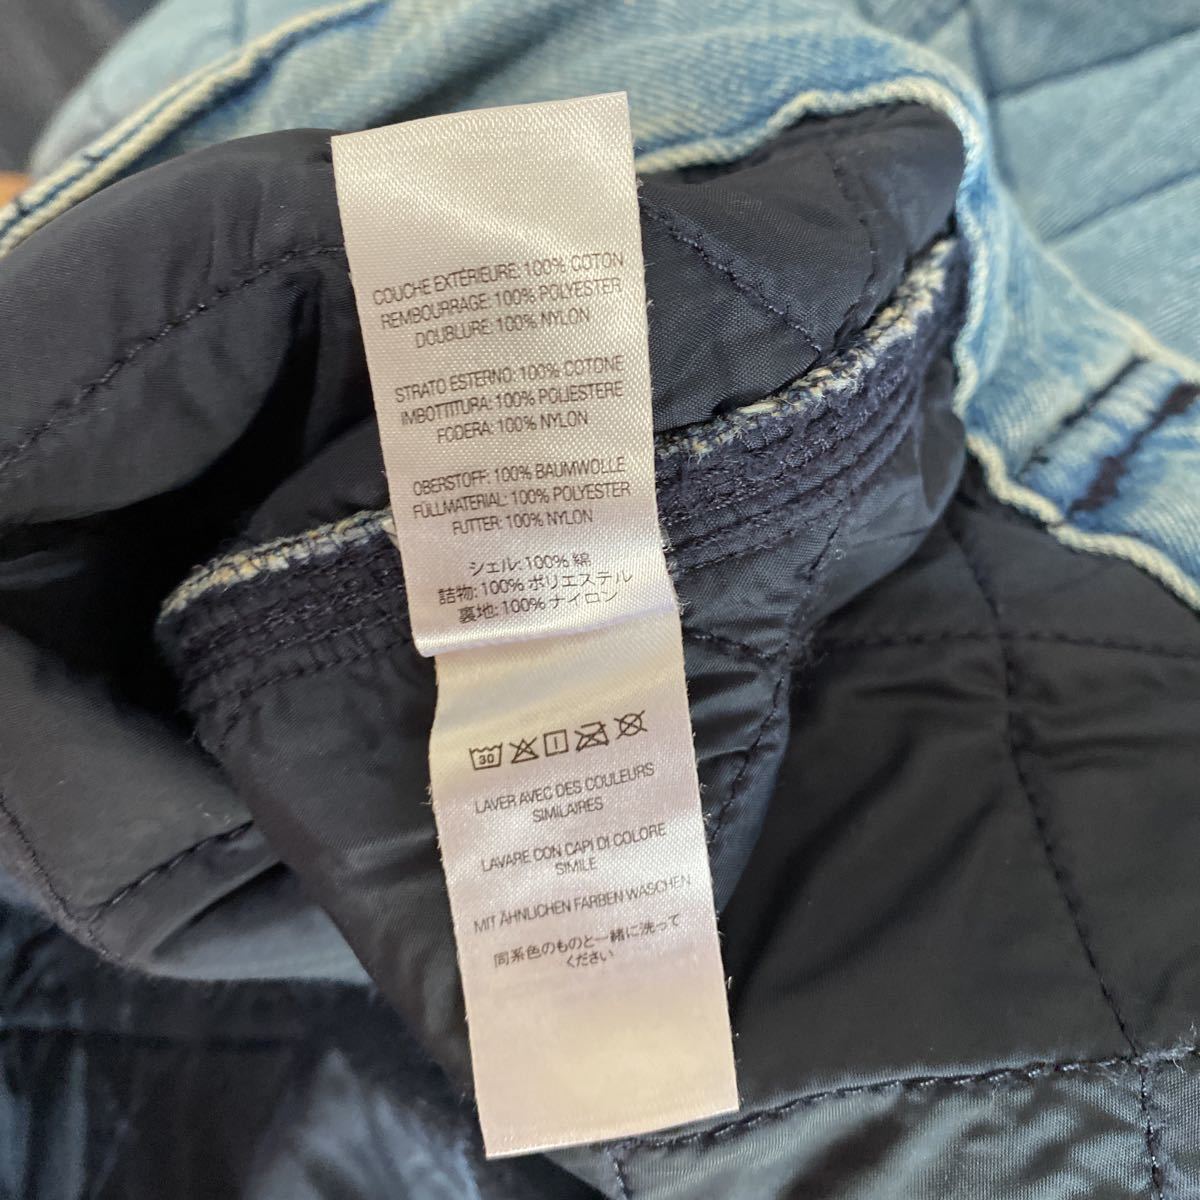 COUCHE EXTÉRIEURE: 100% COTON
REMBOURRAGE: 100% POLYESTER
DOUBLURE: 100% NYLON
STRATO ESTERNO: 100% COTONE
IMBOTTITURA: 100% POLIESTERE
FODERA: 100% NYLON
OBERSTOFF: 100% BAUMWOLLE
FÜLLMATERIAL: 100% POLYESTER
FUTTER: 100% NYLON
シェル: 100% 綿
詰物: 100% ポリエステル
裏地: 100% ナイロン
30
LAVER AVEC DES COULEURS
SIMILAIRES
LAVARE CON CAPI DI COLORE
SIMILE
MIT ÄHNLICHEN FARBEN WASCHEN
同系色のものと一緒に洗って
ください